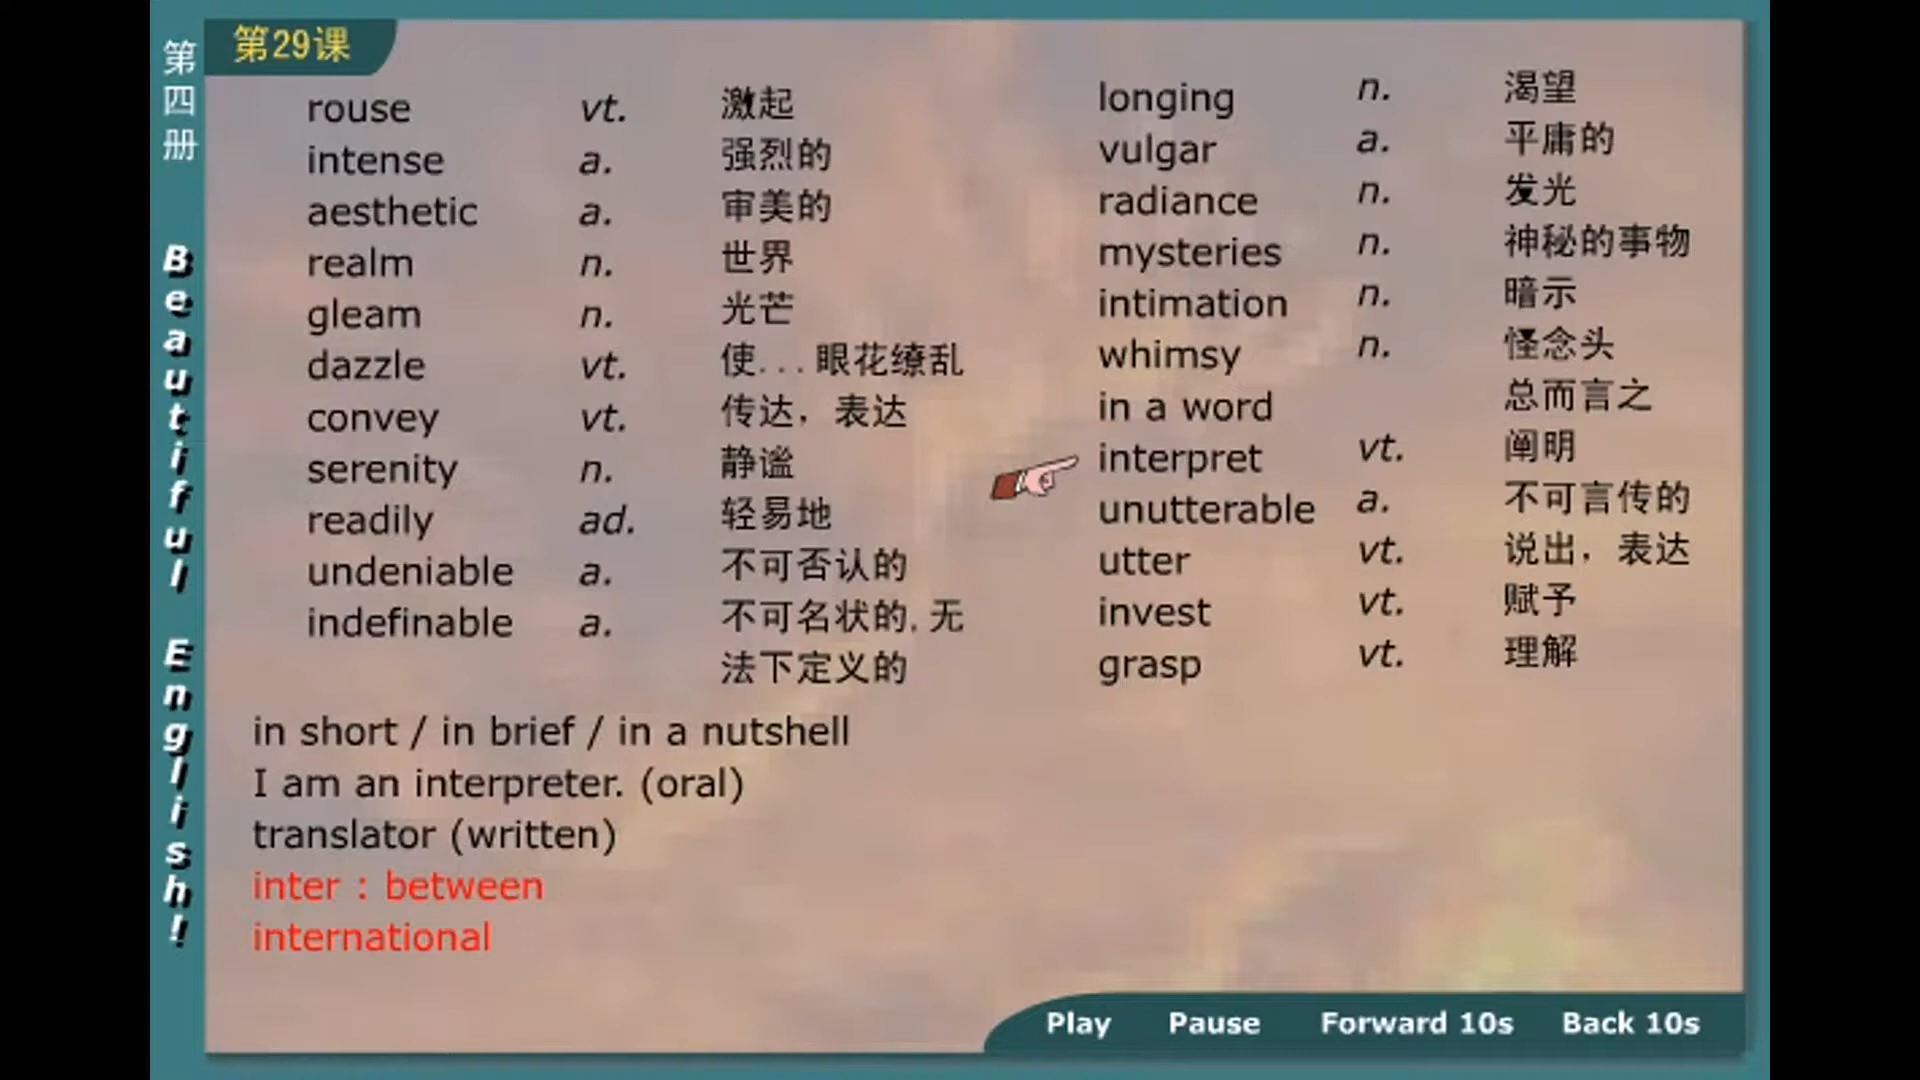 第四册
Beautiful English!
第29课
rouse vt. 激起
intense a. 强烈的
aesthetic a. 审美的
realm n. 世界
gleam n. 光芒
dazzle vt. 使...眼花缭乱
convey vt. 传达，表达
serenity n. 静谧
readily ad. 轻易地
undeniable a. 不可否认的
indefinable a. 不可名状的,无
法下定义的
longing n. 渴望
vulgar a. 平庸的
radiance n. 发光
mysteries n. 神秘的事物
intimation n. 暗示
whimsy n. 怪念头
in a word 总而言之
interpret vt. 阐明
unutterable a. 不可言传的
utter vt. 说出，表达
invest vt. 赋予
grasp vt. 理解
in short / in brief / in a nutshell
I am an interpreter. (oral)
translator (written)
inter : between
international
Play Pause Forward 10s Back 10s